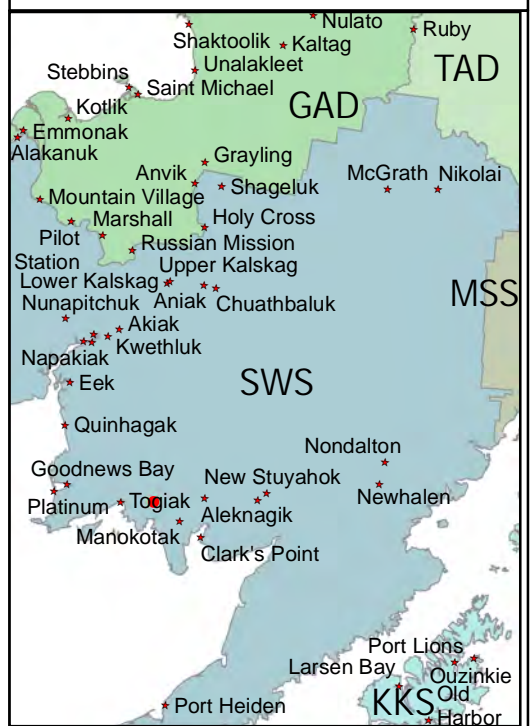 Nulato
Ruby
Shaktoolik
Kaltag
Unalakleet
TAD
Stebbins
Saint Michael
GAD
Kotlik
Emmonak
Alakanuk
Grayling
Anvik
McGrath
Nikolai
Shageluk
Mountain Village
Marshall
Holy Cross
Pilot
Station
Russian Mission
Upper Kalskag
Lower Kalskag
MSS
Nunapitchuk
Aniak
Chuathbaluk
Akiak
Kwethluk
Napakiak
SWS
Eek
Quinhagak
Nondalton
Goodnews Bay
New Stuyahok
Newhalen
Platinum
Togiak
Aleknagik
Manokotak
Clark's Point
Port Lions
Larsen Bay
Ouzinkie
KKS
Old
Harbor
Port Heiden